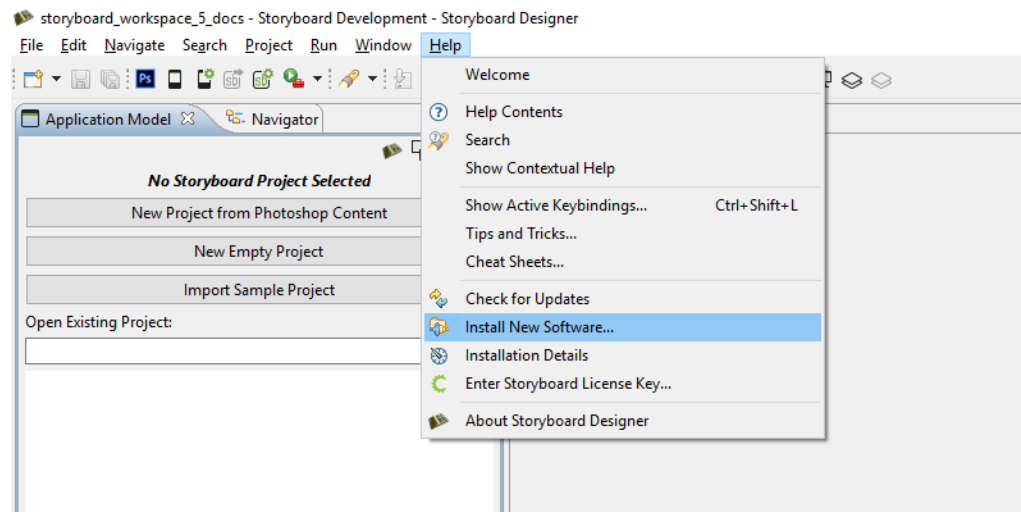 storyboard_workspace_5_docs - Storyboard Development - Storyboard Designer
File Edit Navigate Search Project Run Window Help
Ps
Application Model Navigator
No Storyboard Project Selected
New Project from Photoshop Content
New Empty Project
Import Sample Project
Open Existing Project:
Welcome
Help Contents
Search
Show Contextual Help
Show Active Keybindings... Ctrl+Shift+L
Tips and Tricks...
Cheat Sheets...
Check for Updates
Install New Software...
Installation Details
Enter Storyboard License Key...
About Storyboard Designer